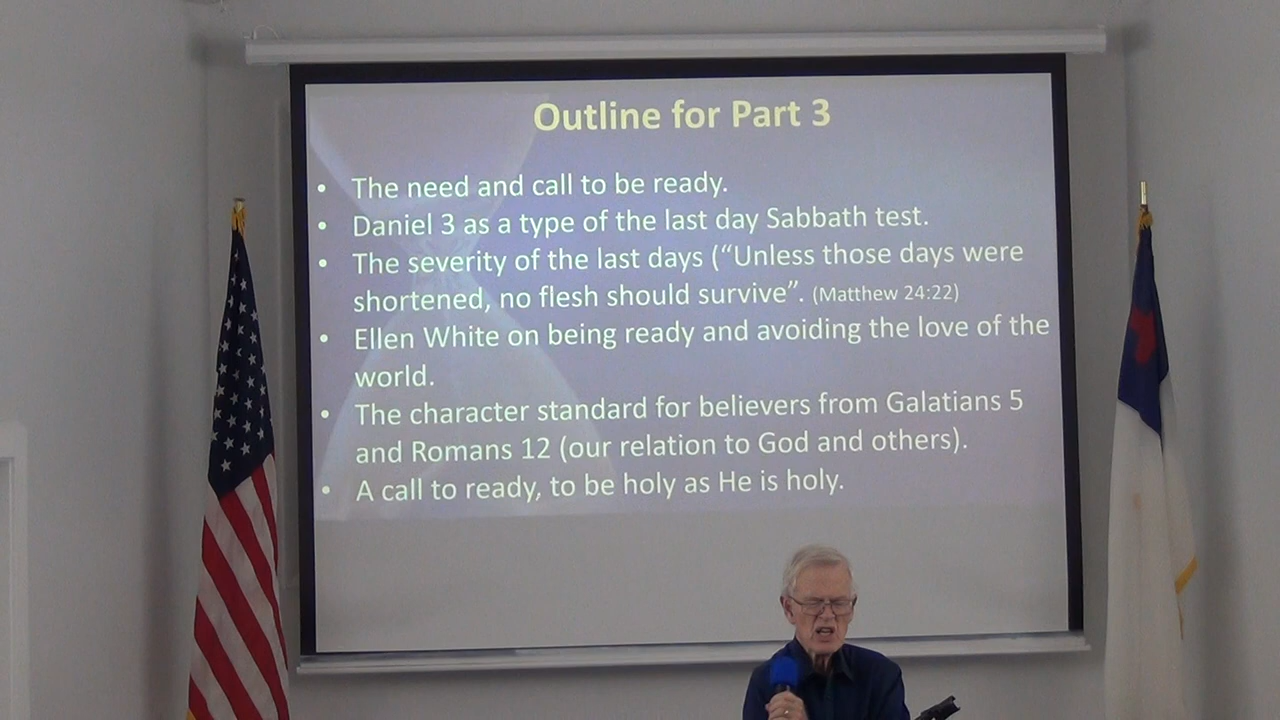 Outline for Part 3
• The need and call to be ready.
• Daniel 3 as a type of the last day Sabbath test.
• The severity of the last days (“Unless those days were
shortened, no flesh should survive”. (Matthew 24:22)
• Ellen White on being ready and avoiding the love of the
world.
• The character standard for believers from Galatians 5
and Romans 12 (our relation to God and others).
• A call to ready, to be holy as He is holy.